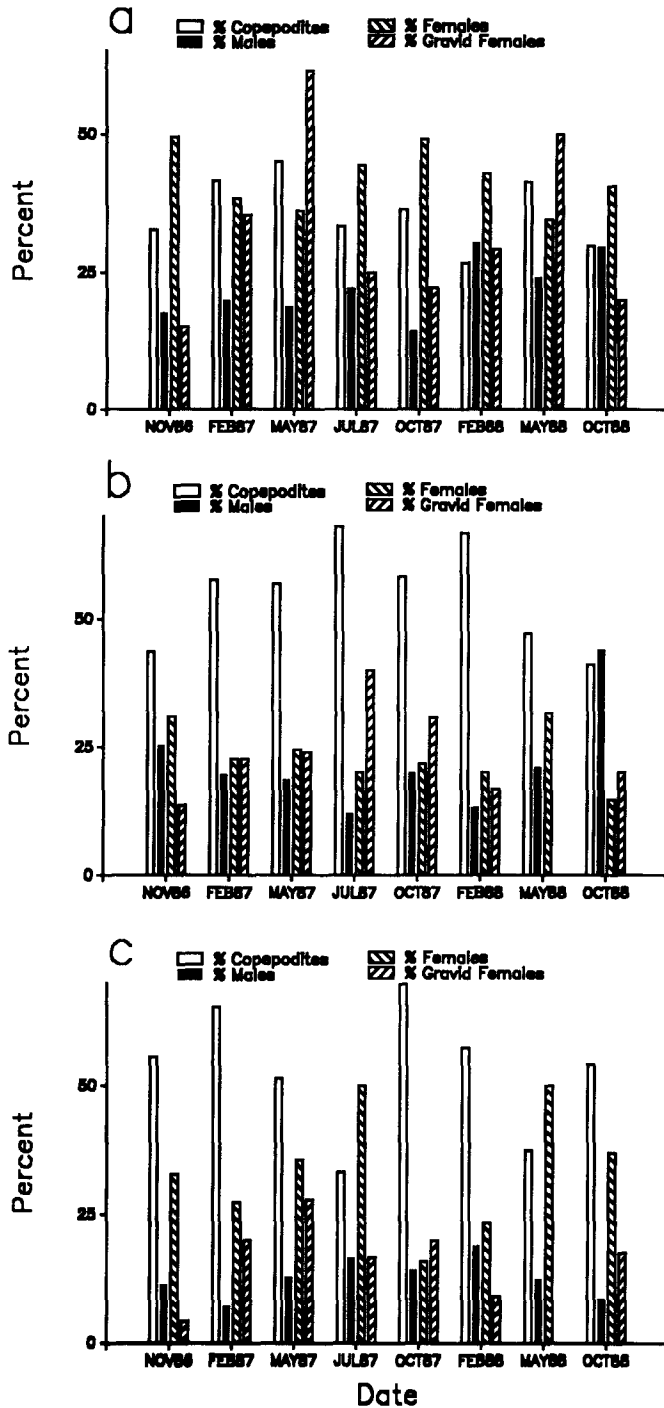 a
% Copepodites % Females
% Males % Gravid Females
Percent
50
25
0
NOV86 FEB87 MAY87 JUL87 OCT87 FEB88 MAY88 OCT88
b
% Copepodites % Females
% Males % Gravid Females
Percent
50
25
0
NOV86 FEB87 MAY87 JUL87 OCT87 FEB88 MAY88 OCT88
c
% Copepodites % Females
% Males % Gravid Females
Percent
50
25
0
NOV86 FEB87 MAY87 JUL87 OCT87 FEB88 MAY88 OCT88
Date